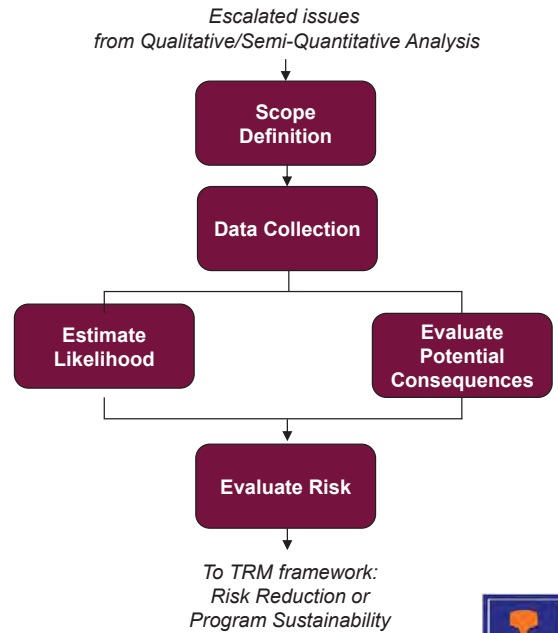 Escalated issues
from Qualitative/Semi-Quantitative Analysis
Scope
Definition
Data Collection
Estimate
Likelihood
Evaluate
Potential
Consequences
Evaluate Risk
To TRM framework:
Risk Reduction or
Program Sustainability